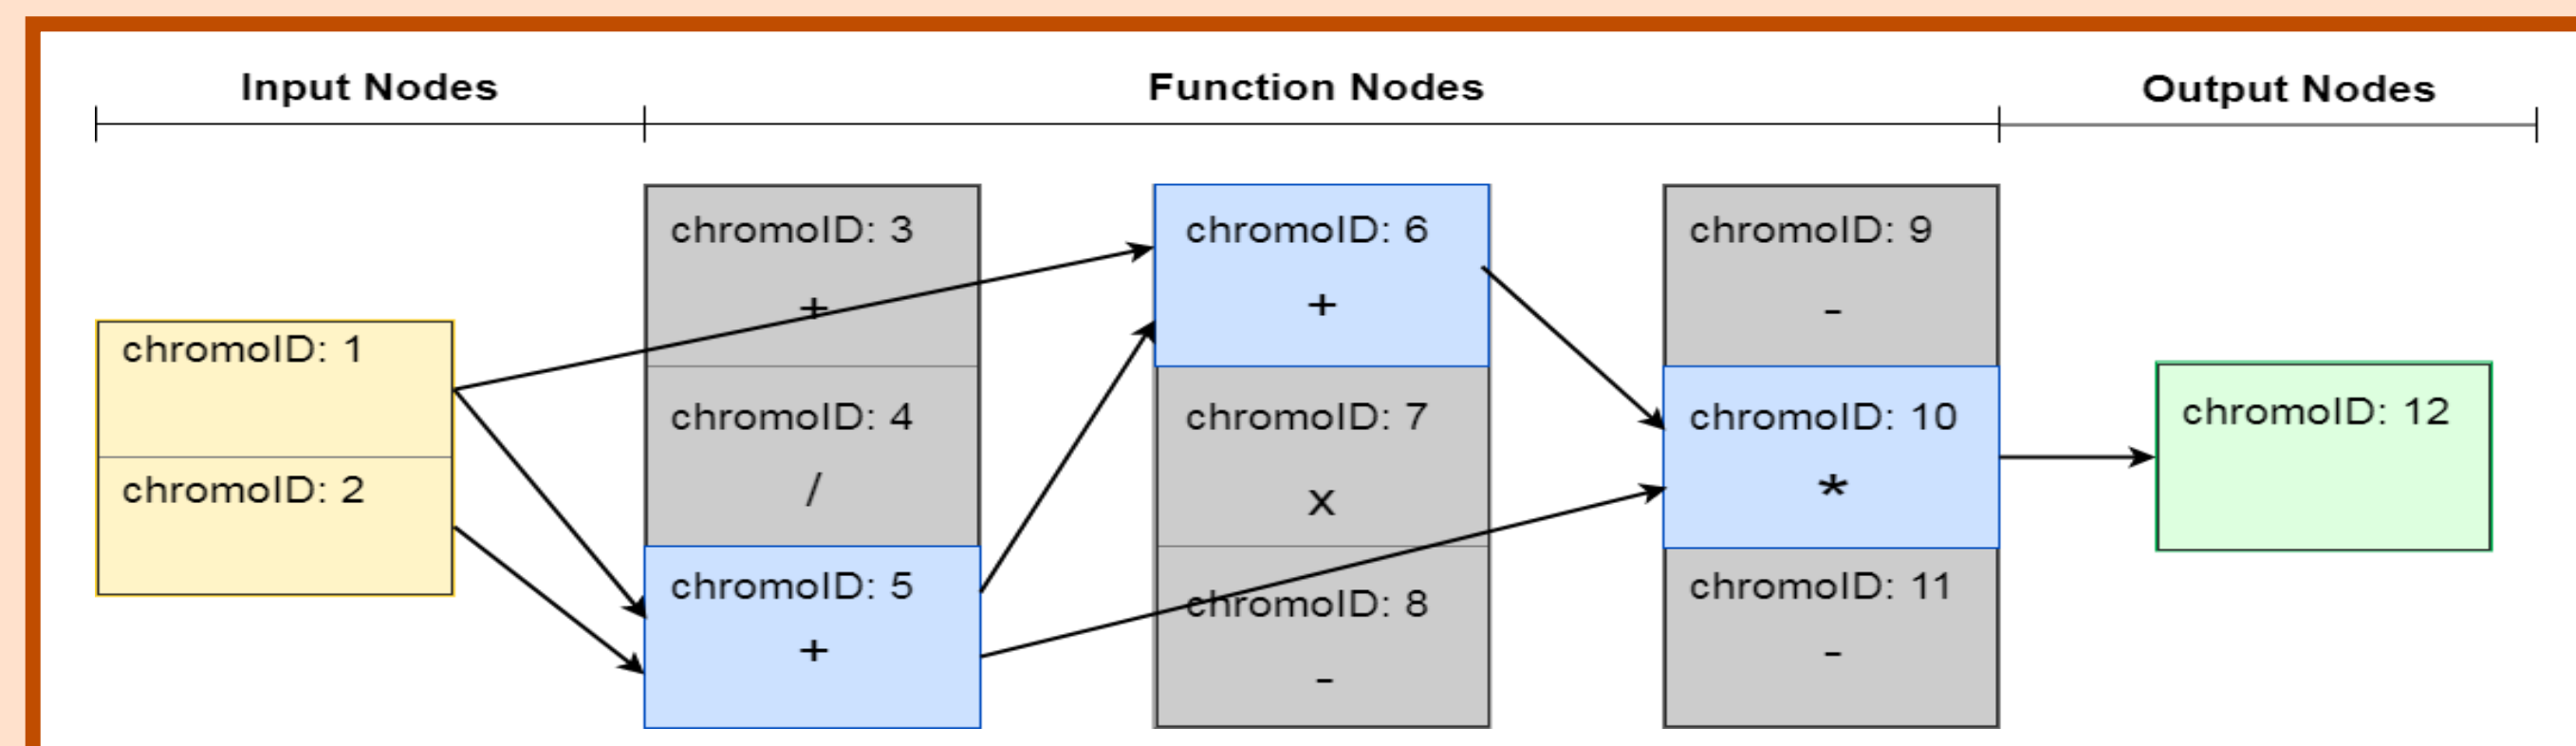 Input Nodes
Function Nodes
Output Nodes
chromoID: 1
chromoID: 2
chromoID: 3
+
chromoID: 4
/
chromoID: 5
+
chromoID: 6
+
chromoID: 7
x
chromoID: 8
-
chromoID: 9
-
chromoID: 10
*
chromoID: 11
-
chromoID: 12